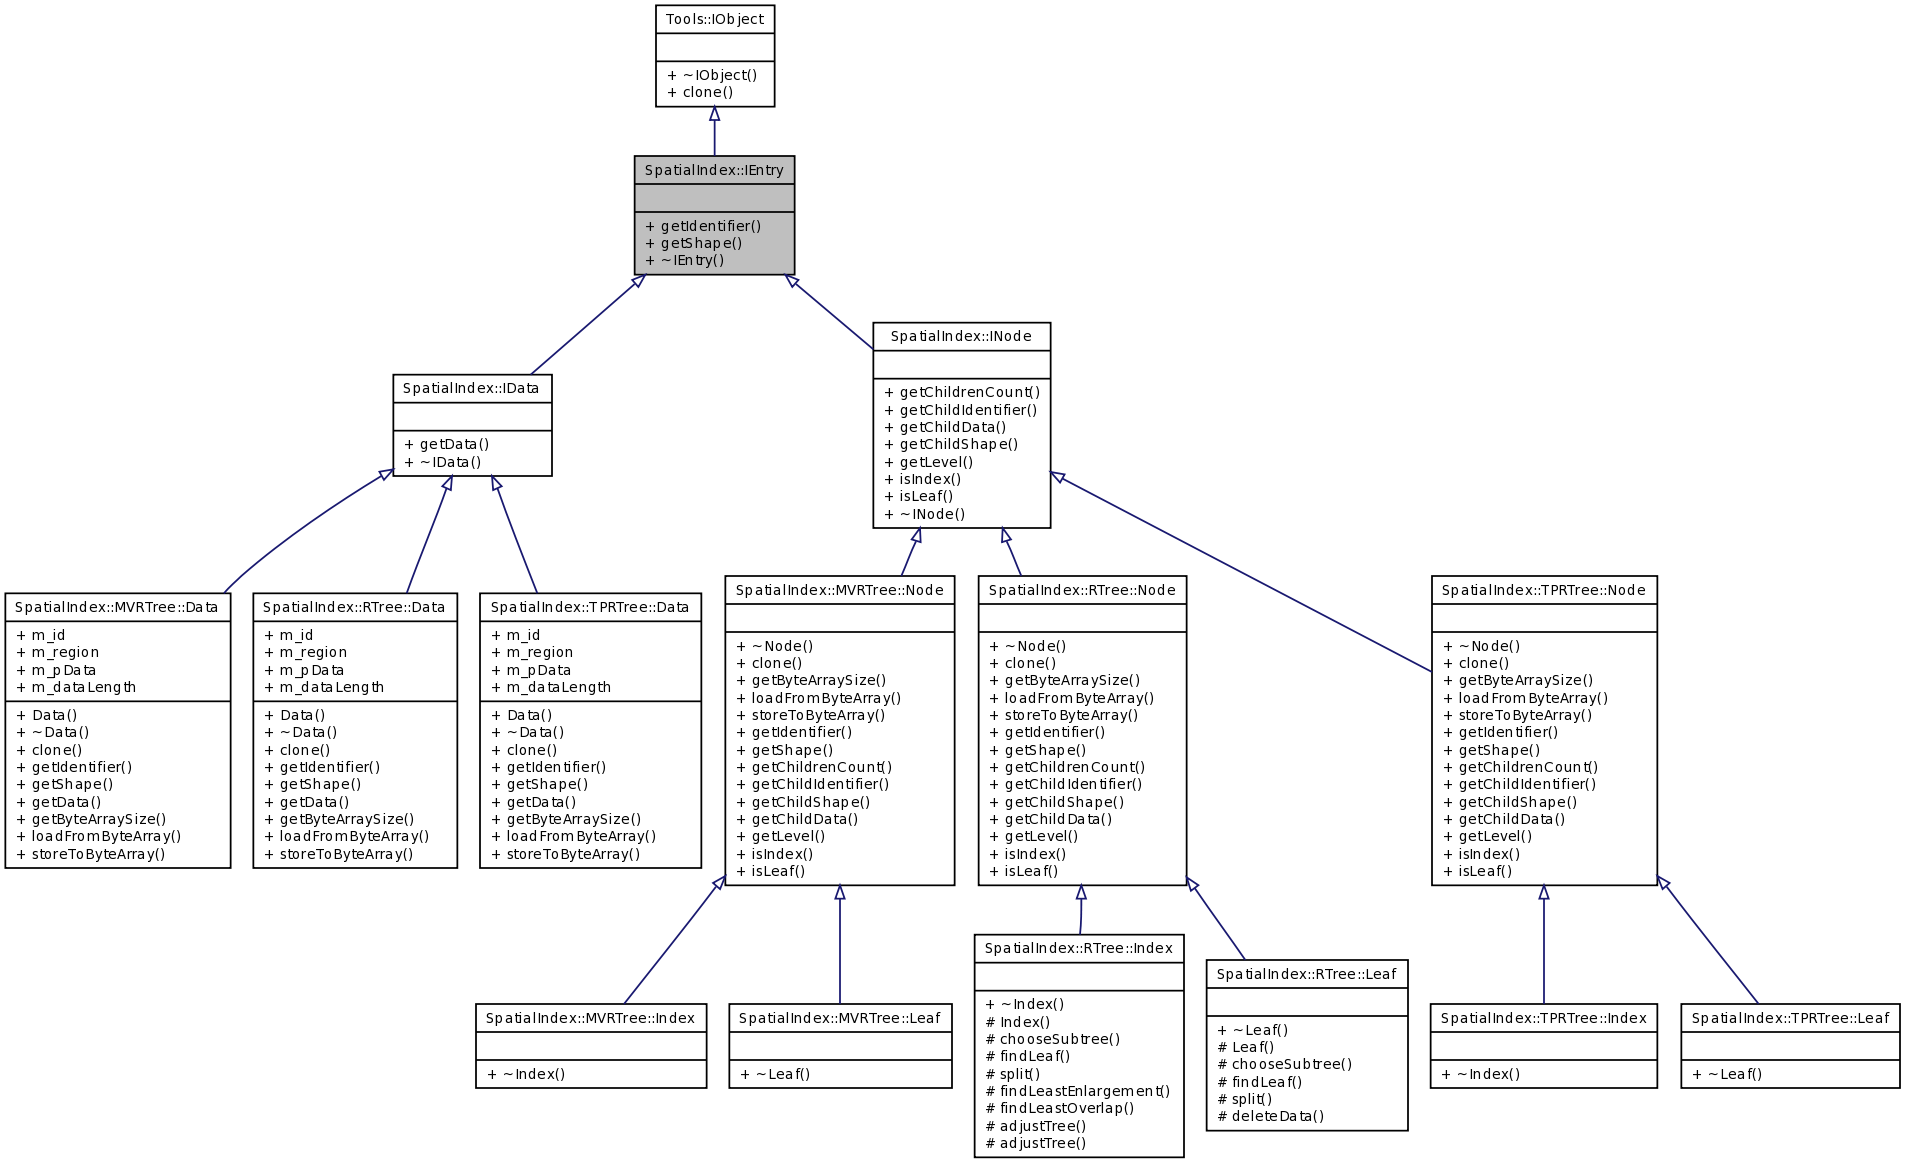 Tools::IObject
+ ~IObject()
+ clone()
SpatialIndex::IEntry
+ getIdentifier()
+ getShape()
+ ~IEntry()
SpatialIndex::IData
+ getData()
+ ~IData()
SpatialIndex::INode
+ getChildrenCount()
+ getChildIdentifier()
+ getChildData()
+ getChildShape()
+ getLevel()
+ isIndex()
+ isLeaf()
+ ~INode()
SpatialIndex::MVRTree::Data
+ m_id
+ m_region
+ m_pData
+ m_dataLength
+ Data()
+ ~Data()
+ clone()
+ getIdentifier()
+ getShape()
+ getData()
+ getByteArraySize()
+ loadFromByteArray()
+ storeToByteArray()
SpatialIndex::RTree::Data
+ m_id
+ m_region
+ m_pData
+ m_dataLength
+ Data()
+ ~Data()
+ clone()
+ getIdentifier()
+ getShape()
+ getData()
+ getByteArraySize()
+ loadFromByteArray()
+ storeToByteArray()
SpatialIndex::TPRTree::Data
+ m_id
+ m_region
+ m_pData
+ m_dataLength
+ Data()
+ ~Data()
+ clone()
+ getIdentifier()
+ getShape()
+ getData()
+ getByteArraySize()
+ loadFromByteArray()
+ storeToByteArray()
SpatialIndex::MVRTree::Node
+ ~Node()
+ clone()
+ getByteArraySize()
+ loadFromByteArray()
+ storeToByteArray()
+ getIdentifier()
+ getShape()
+ getChildrenCount()
+ getChildIdentifier()
+ getChildShape()
+ getChildData()
+ getLevel()
+ isIndex()
+ isLeaf()
SpatialIndex::RTree::Node
+ ~Node()
+ clone()
+ getByteArraySize()
+ loadFromByteArray()
+ storeToByteArray()
+ getIdentifier()
+ getShape()
+ getChildrenCount()
+ getChildIdentifier()
+ getChildShape()
+ getChildData()
+ getLevel()
+ isIndex()
+ isLeaf()
SpatialIndex::TPRTree::Node
+ ~Node()
+ clone()
+ getByteArraySize()
+ loadFromByteArray()
+ storeToByteArray()
+ getIdentifier()
+ getShape()
+ getChildrenCount()
+ getChildIdentifier()
+ getChildShape()
+ getChildData()
+ getLevel()
+ isIndex()
+ isLeaf()
SpatialIndex::MVRTree::Index
+ ~Index()
SpatialIndex::MVRTree::Leaf
+ ~Leaf()
SpatialIndex::RTree::Index
+ ~Index()
# Index()
# chooseSubtree()
# findLeaf()
# split()
# findLeastEnlargement()
# findLeastOverlap()
# adjustTree()
# adjustTree()
SpatialIndex::RTree::Leaf
+ ~Leaf()
# Leaf()
# chooseSubtree()
# findLeaf()
# split()
# deleteData()
SpatialIndex::TPRTree::Index
+ ~Index()
SpatialIndex::TPRTree::Leaf
+ ~Leaf()